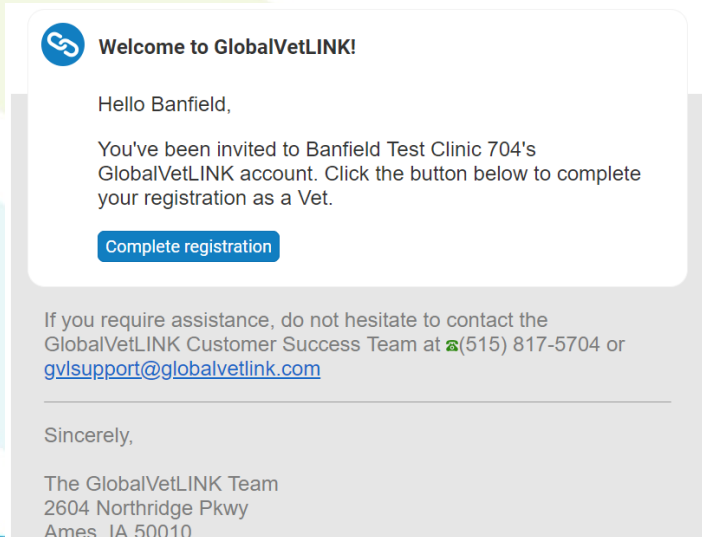 Welcome to GlobalVetLINK!
Hello Banfield,
You've been invited to Banfield Test Clinic 704's
GlobalVetLINK account. Click the button below to complete
your registration as a Vet.
Complete registration
If you require assistance, do not hesitate to contact the
GlobalVetLINK Customer Success Team at ☎(515) 817-5704 or
gvlsupport@globalvetlink.com
Sincerely,
The GlobalVetLINK Team
2604 Northridge Pkwy
Ames, IA 50010